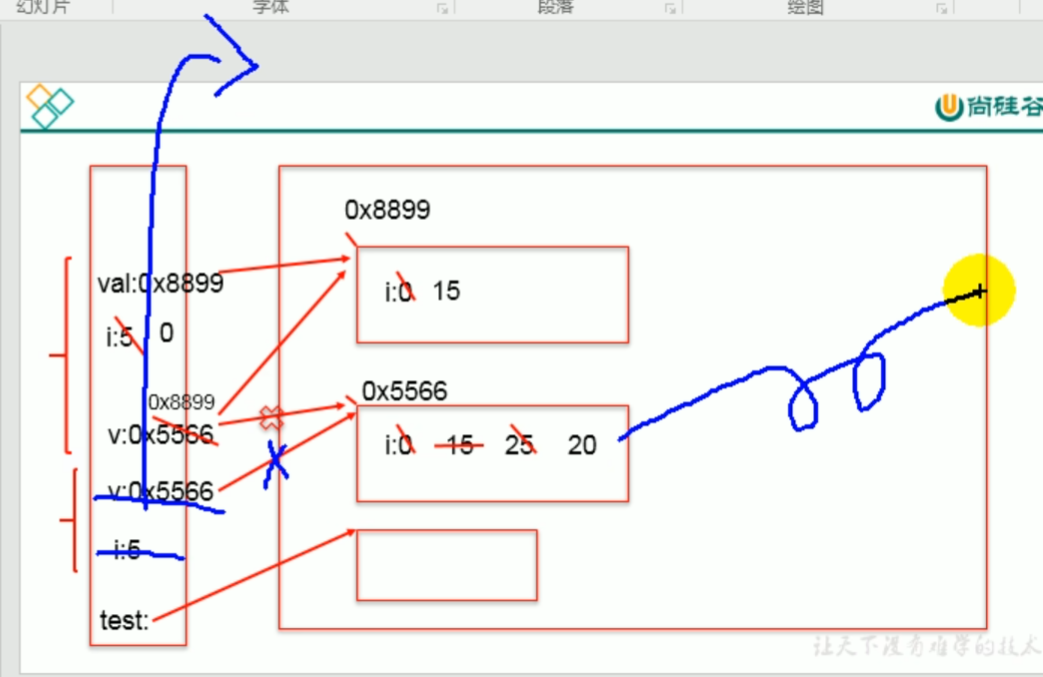 幻灯片 字体 段落 绘图
尚硅谷
0x8899
val:0x8899
i:0 15
i:5 0
0x5566
0x8899
v:0x5566
i:0 15 25 20
v:0x5566
i:5
test:
让天下没有难学的技术